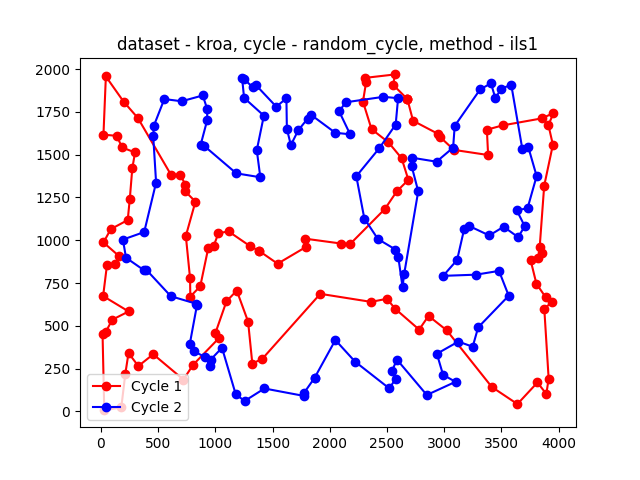 dataset - kroa, cycle - random_cycle, method - ils1
2000
1750
1500
1250
1000
750
500
250
0
Cycle 1
Cycle 2
0 500 1000 1500 2000 2500 3000 3500 4000